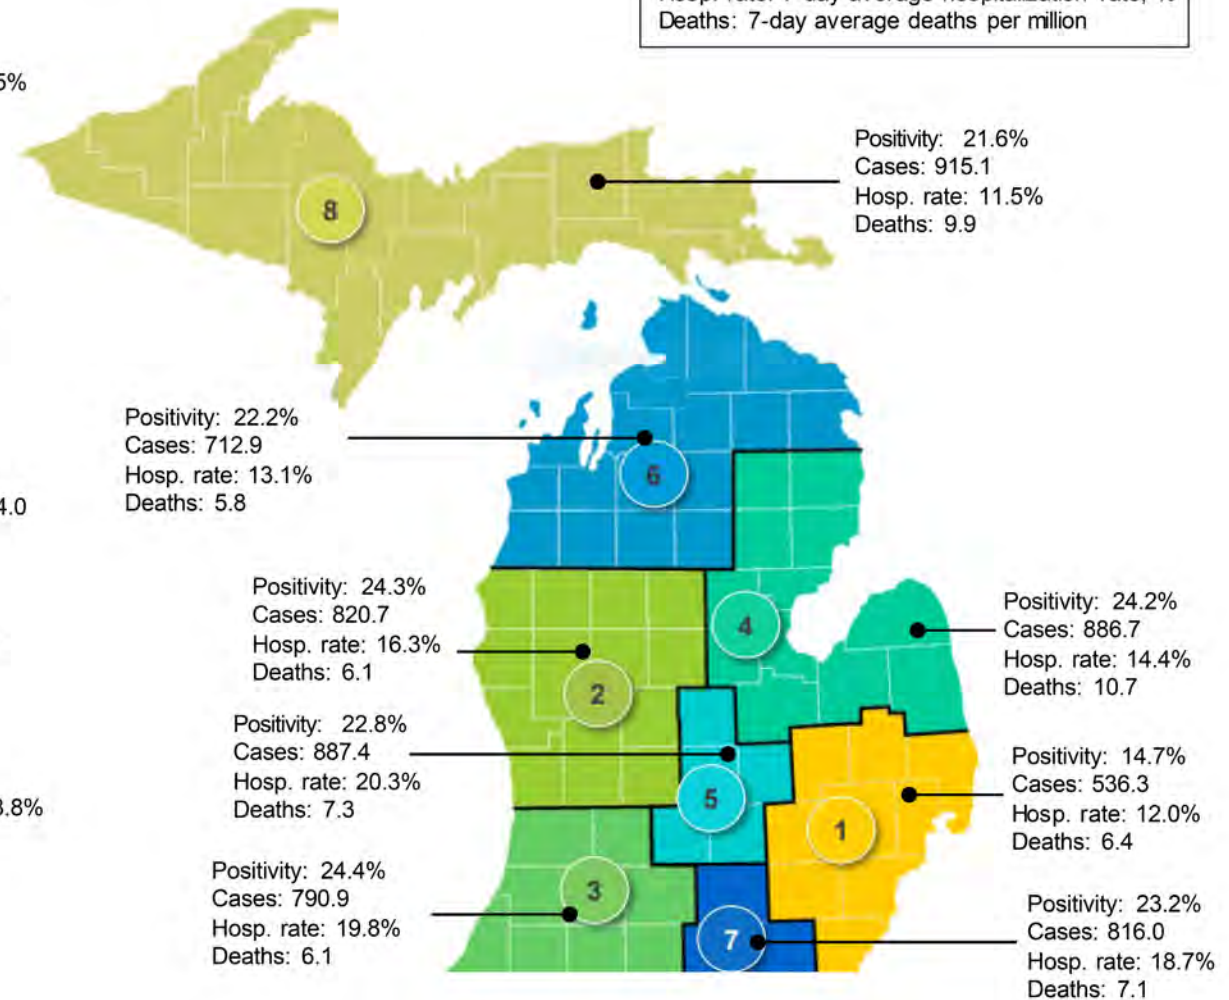 Deaths: 7-day average deaths per million
5%
Positivity: 21.6%
Cases: 915.1
Hosp. rate: 11.5%
Deaths: 9.9
8
Positivity: 22.2%
Cases: 712.9
Hosp. rate: 13.1%
Deaths: 5.8
6
4.0
Positivity: 24.3%
Cases: 820.7
Hosp. rate: 16.3%
Deaths: 6.1
2
4
Positivity: 24.2%
Cases: 886.7
Hosp. rate: 14.4%
Deaths: 10.7
Positivity: 22.8%
Cases: 887.4
Hosp. rate: 20.3%
Deaths: 7.3
5
Positivity: 14.7%
Cases: 536.3
Hosp. rate: 12.0%
Deaths: 6.4
1
8.8%
Positivity: 24.4%
Cases: 790.9
Hosp. rate: 19.8%
Deaths: 6.1
3
7
Positivity: 23.2%
Cases: 816.0
Hosp. rate: 18.7%
Deaths: 7.1